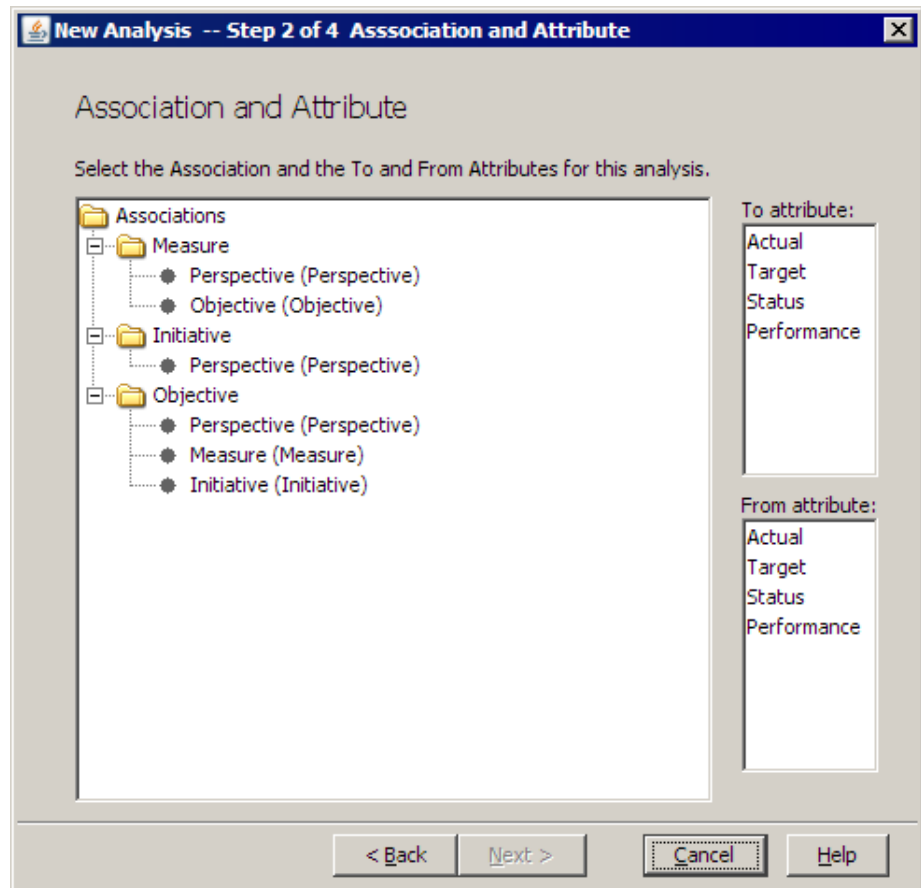 New Analysis -- Step 2 of 4 Asssociation and Attribute
Association and Attribute
Select the Association and the To and From Attributes for this analysis.
Associations
Measure
Perspective (Perspective)
Objective (Objective)
Initiative
Perspective (Perspective)
Objective
Perspective (Perspective)
Measure (Measure)
Initiative (Initiative)
To attribute:
Actual
Target
Status
Performance
From attribute:
Actual
Target
Status
Performance
< Back
Next >
Cancel
Help